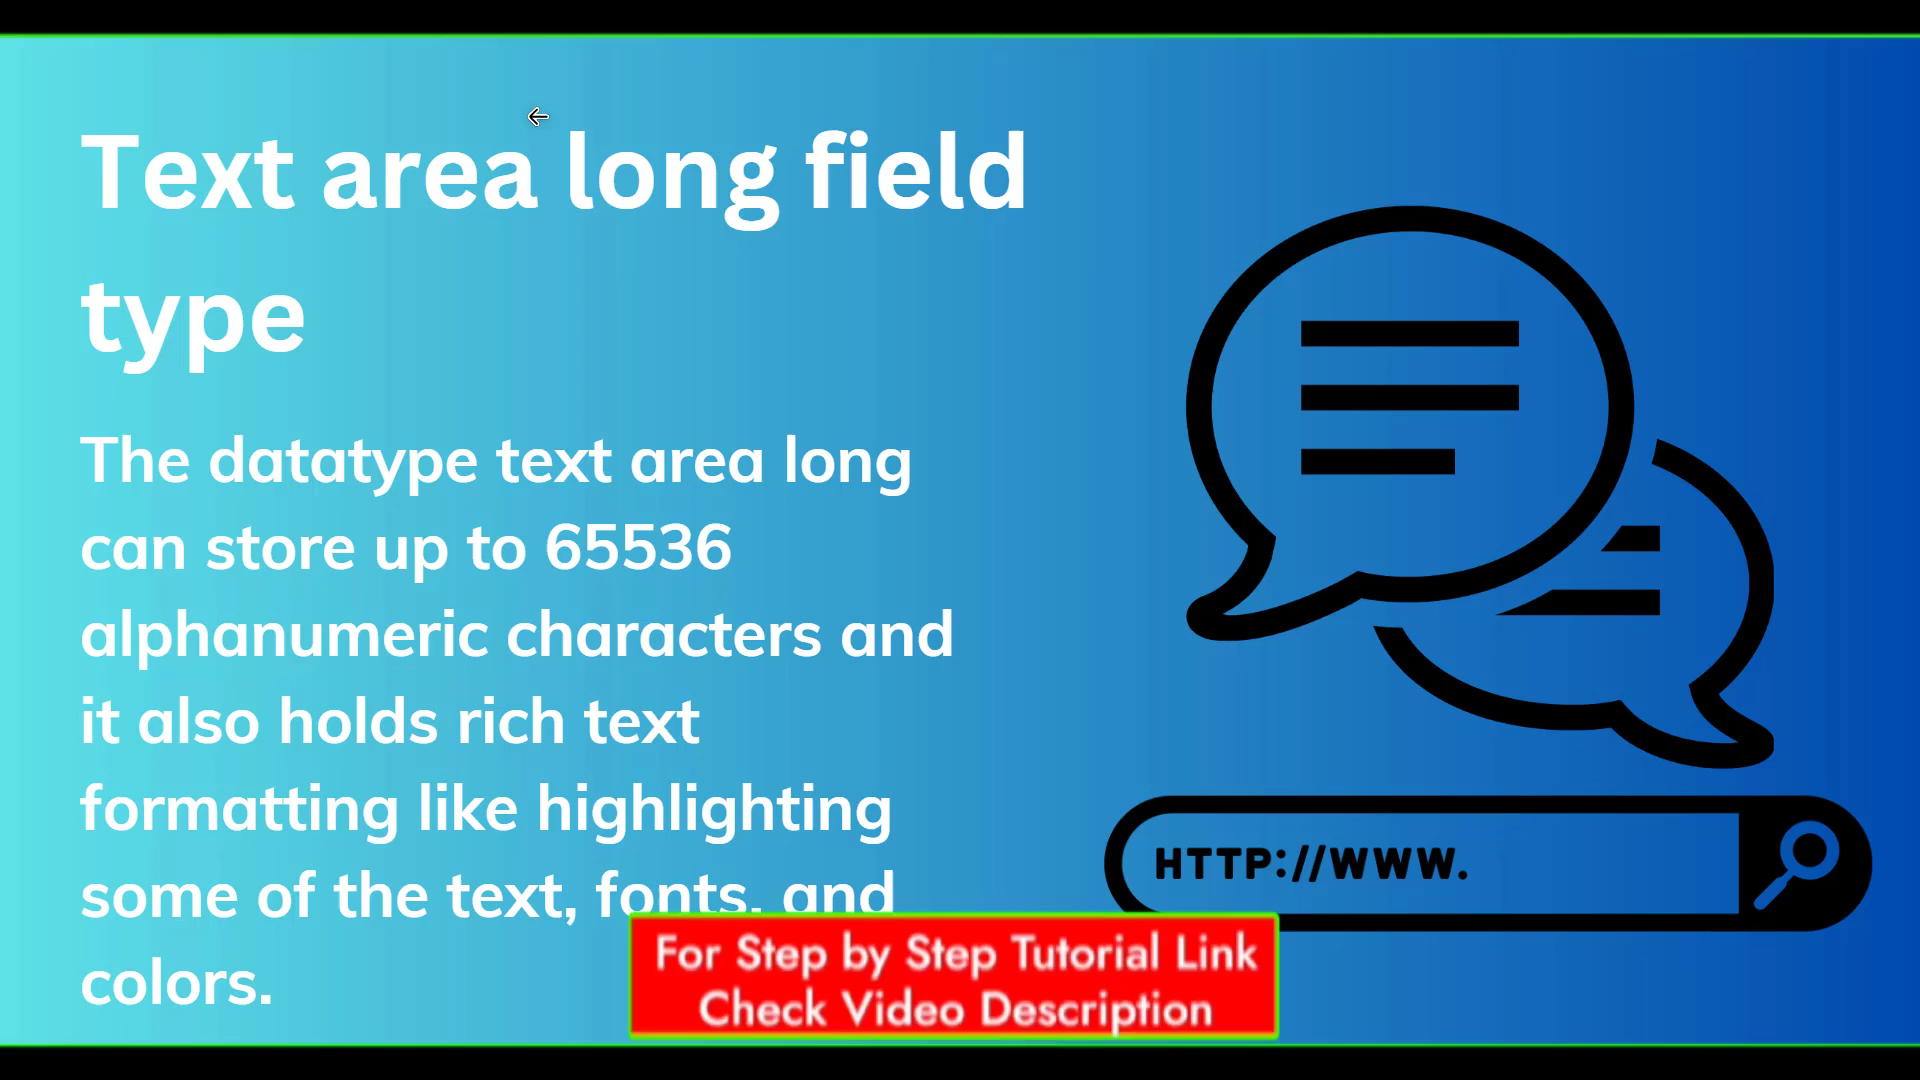 Text area long field
type
The datatype text area long
can store up to 65536
alphanumeric characters and
it also holds rich text
formatting like highlighting
some of the text, fonts, and
colors.
HTTP://WWW.
For Step by Step Tutorial Link
Check Video Description